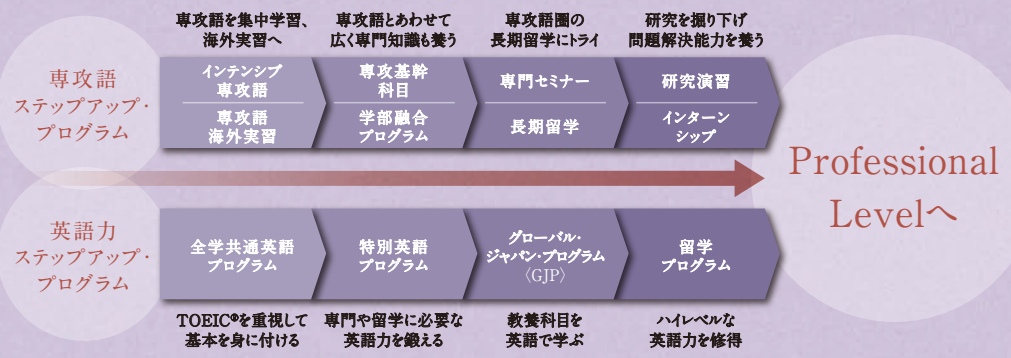 専攻語を集中学習、
海外実習へ
専攻語とあわせて
広く専門知識も養う
専攻語圏の
長期留学にトライ
研究を掘り下げ
問題解決能力を養う
専攻語
ステップアップ・
プログラム
インテンシブ
専攻語
専攻語
海外実習
専攻基幹
科目
学部融合
プログラム
専門セミナー
長期留学
研究演習
インターン
シップ
Professional
Levelへ
英語力
ステップアップ・
プログラム
全学共通英語
プログラム
特別英語
プログラム
グローバル・
ジャパン・プログラム
〈GJP〉
留学
プログラム
TOEIC®を重視して
基本を身に付ける
専門や留学に必要な
英語力を鍛える
教養科目を
英語で学ぶ
ハイレベルな
英語力を修得